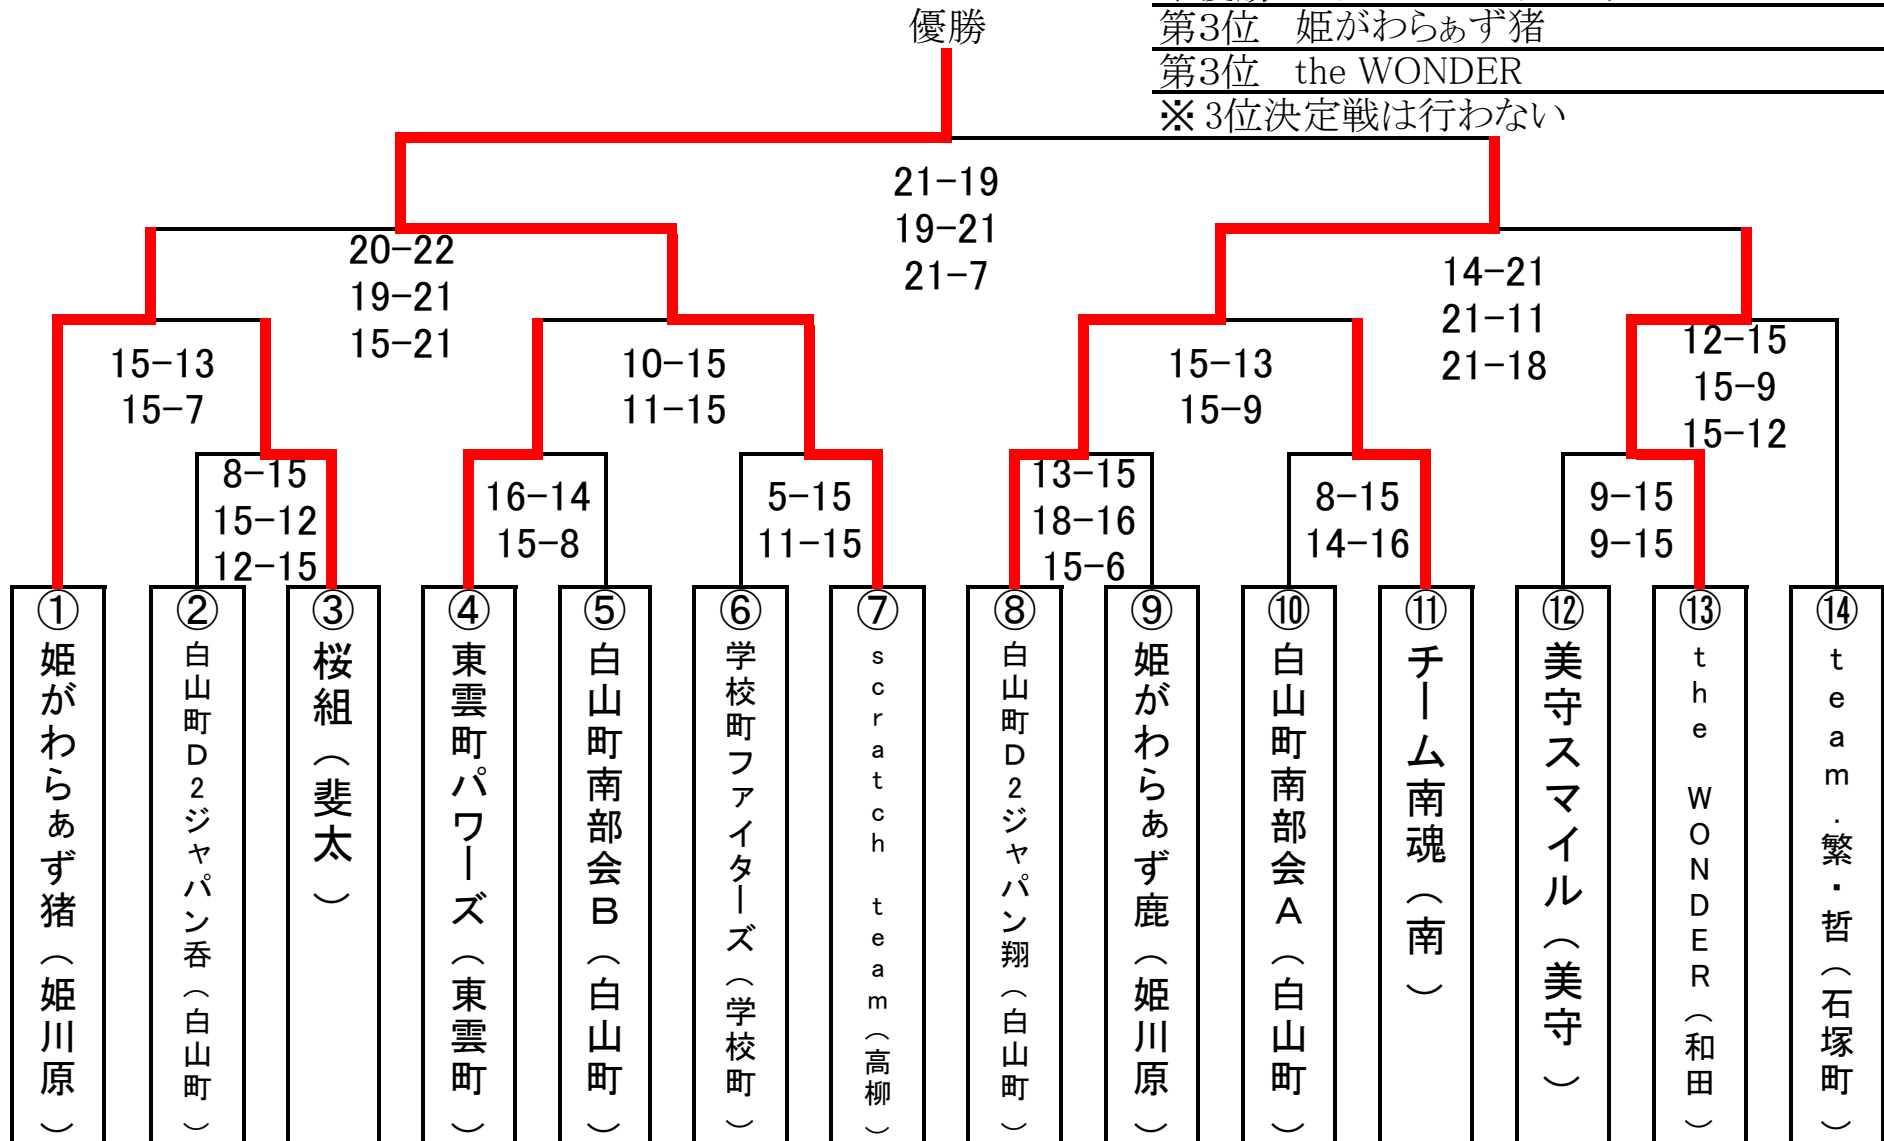 優勝
第3位 姫がわらぁず猪
第3位 the WONDER
※ 3位決定戦は行わない
21-19
19-21
21-7
20-22
19-21
15-21
14-21
21-11
21-18
15-13
15-7
10-15
11-15
15-13
15-9
12-15
15-9
15-12
8-15
15-12
12-15
16-14
15-8
5-15
11-15
13-15
18-16
15-6
8-15
14-16
9-15
9-15
① 姫がわらぁず猪（姫川原）
② 白山町D2ジャパン呑（白山町）
③ 桜組（斐太）
④ 東雲町パワーズ（東雲町）
⑤ 白山町南部会B（白山町）
⑥ 学校町ファイターズ（学校町）
⑦ scratch team（高柳）
⑧ 白山町D2ジャパン翔（白山町）
⑨ 姫がわらぁず鹿（姫川原）
⑩ 白山町南部会A（白山町）
⑪ チーム南魂（南）
⑫ 美守スマイル（美守）
⑬ the WONDER（和田）
⑭ team.繁・哲（石塚町）